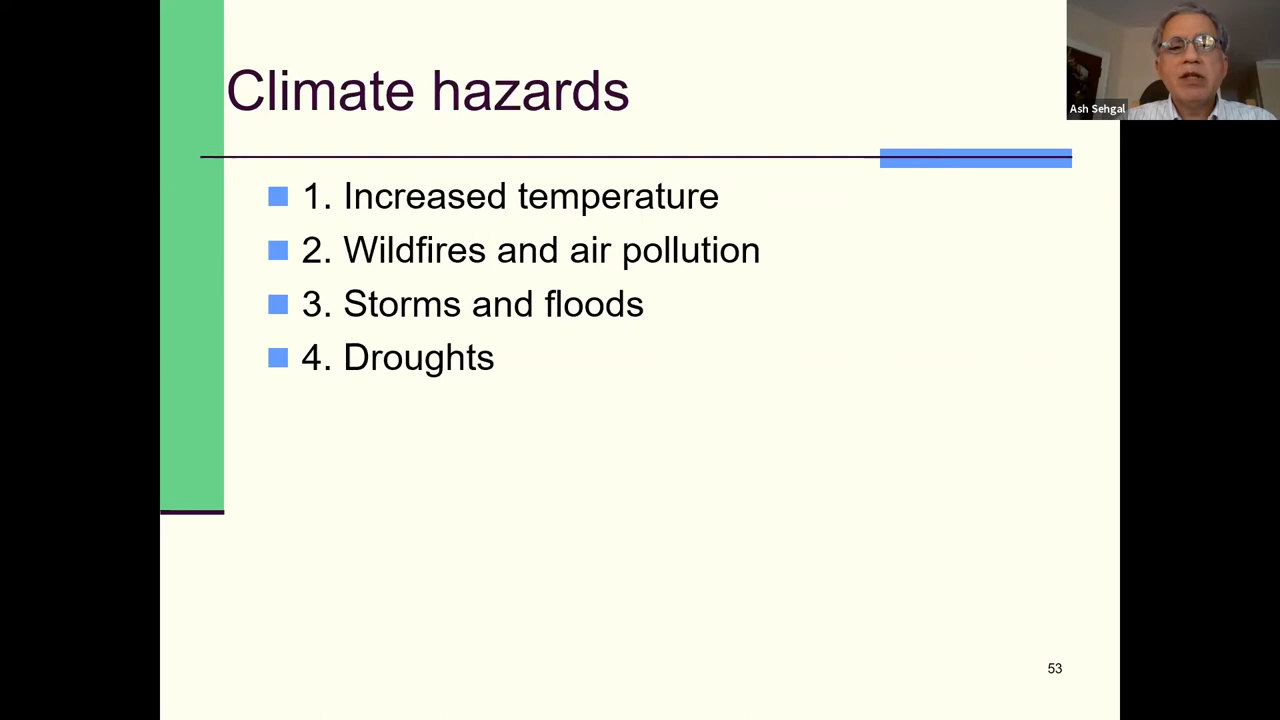 Climate hazards
1. Increased temperature
2. Wildfires and air pollution
3. Storms and floods
4. Droughts
53
Ash Sehgal